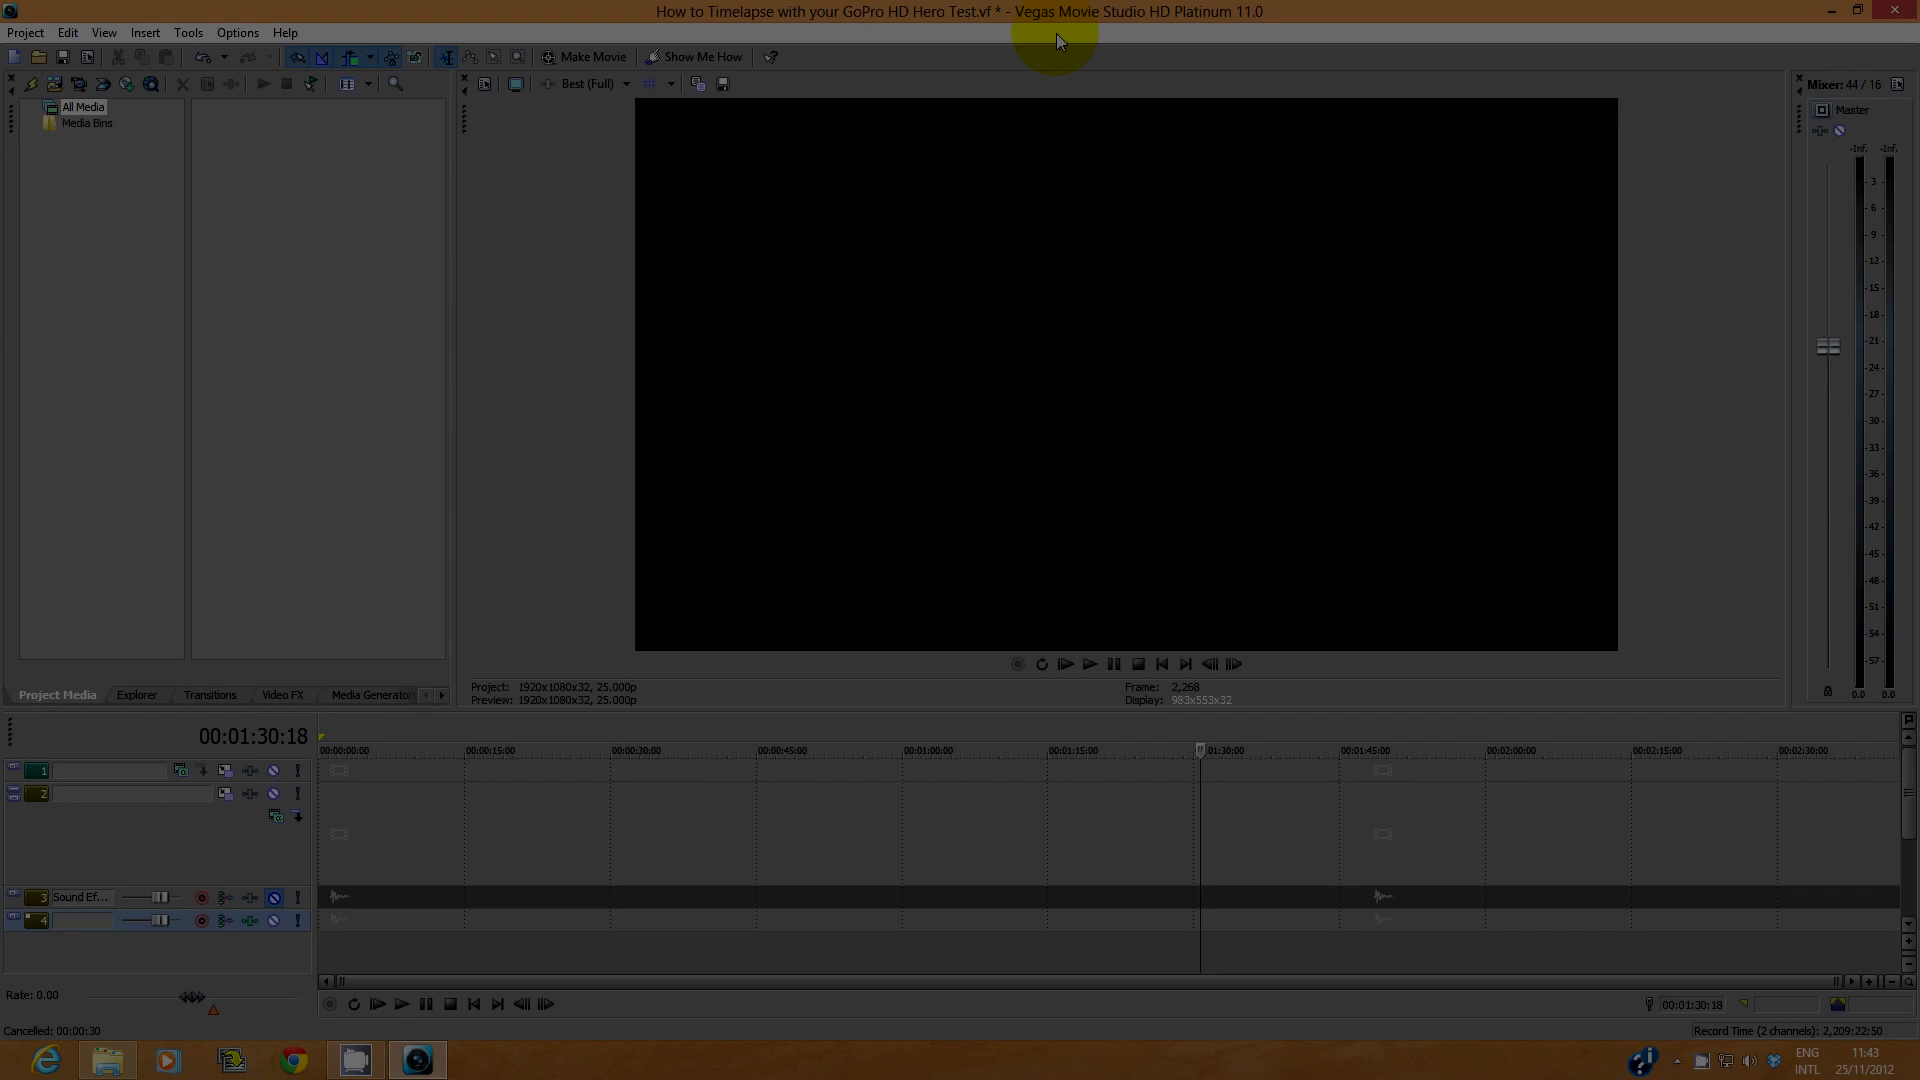 How to Timelapse with your GoPro HD Hero Test.vf * - Vegas Movie Studio HD Platinum 11.0
Project Edit View Insert Tools Options Help
Make Movie Show Me How
Best (Full)
Mixer: 44 / 16
All Media
Media Bins
Master
-Inf. -Inf.
- 3 -
- 6 -
- 9 -
- 12 -
- 15 -
- 18 -
- 21 -
- 24 -
- 27 -
- 30 -
- 33 -
- 36 -
- 39 -
- 42 -
- 45 -
- 48 -
- 51 -
- 54 -
- 57 -
0.0 0.0
Project Media Explorer Transitions Video FX Media Generator
Project: 1920x1080x32, 25.000p
Preview: 1920x1080x32, 25.000p
Frame: 2,268
Display: 983x553x32
00:01:30:18
00:00:00:00 00:00:15:00 00:00:30:00 00:00:45:00 00:01:00:00 00:01:15:00 01:30:00 00:01:45:00 00:02:00:00 00:02:15:00 00:02:30:00
1
2
3 Sound Ef...
4
Rate: 0.00
00:01:30:18
Cancelled: 00:00:30
Record Time (2 channels): 2,209:22:50
ENG 11:43
INTL 25/11/2012